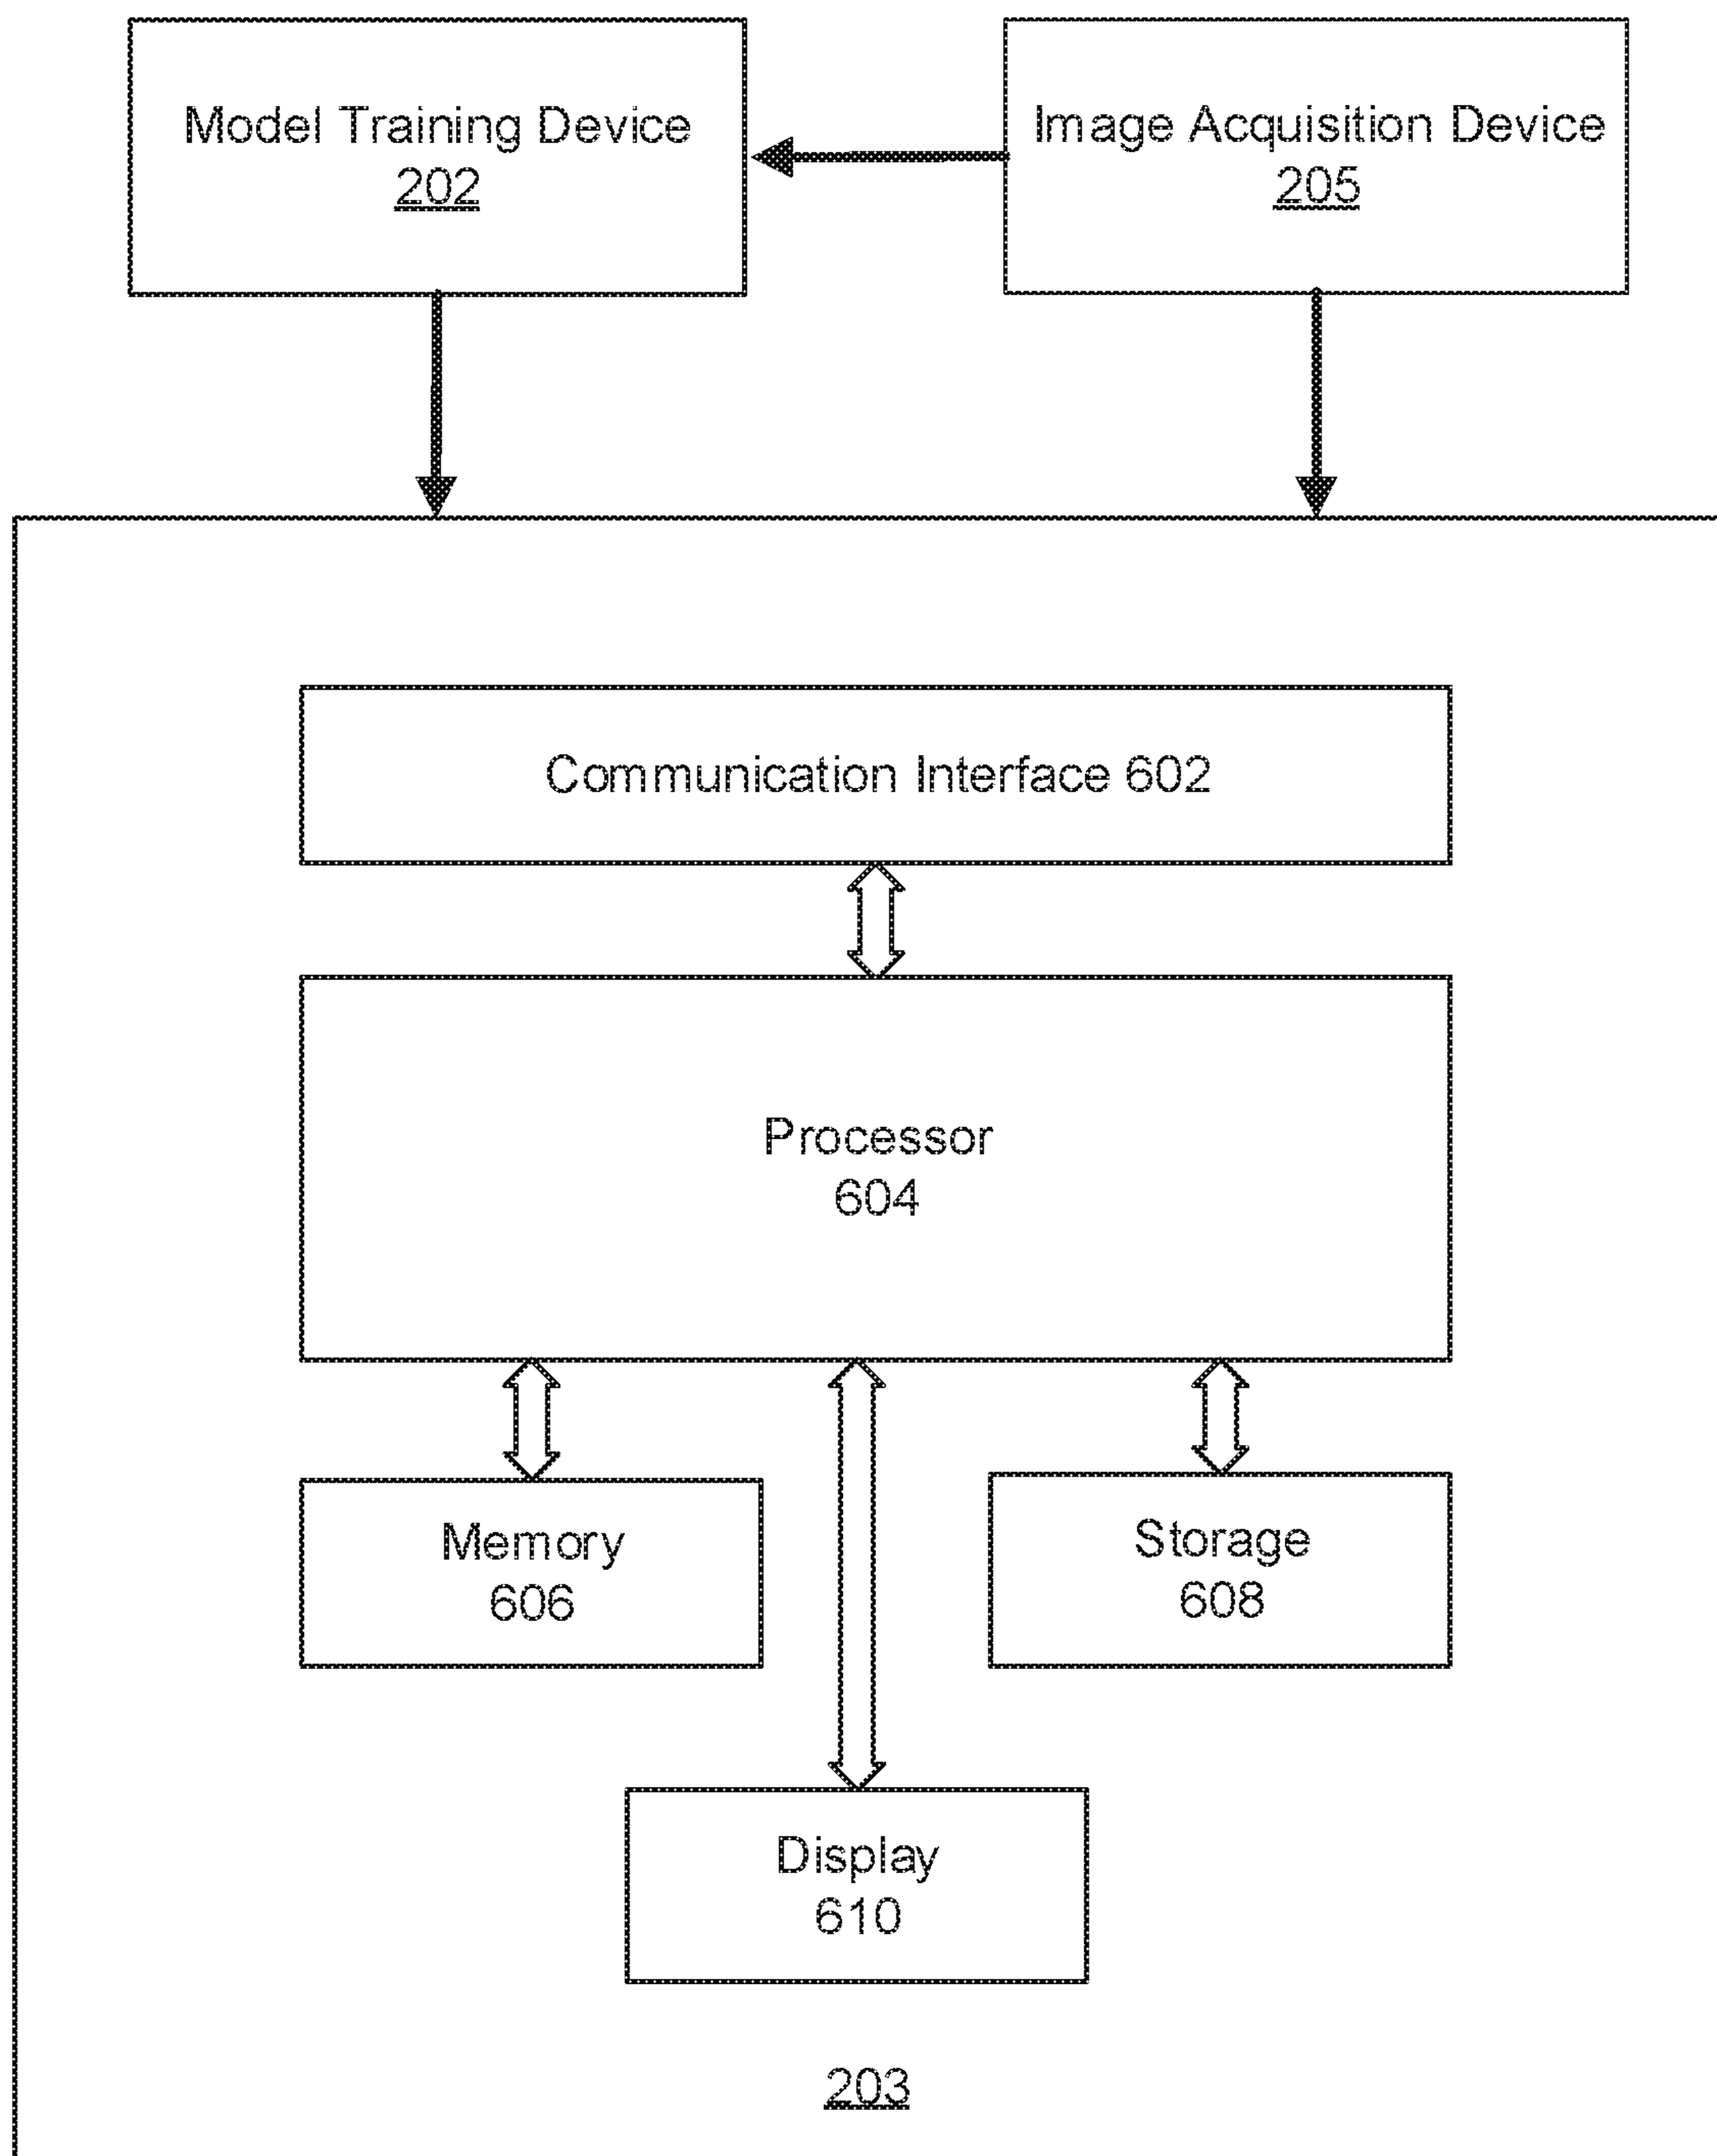 Model Training Device
202
Image Acquisition Device
205
Communication Interface 602
Processor
604
Memory
606
Storage
608
Display
610
203